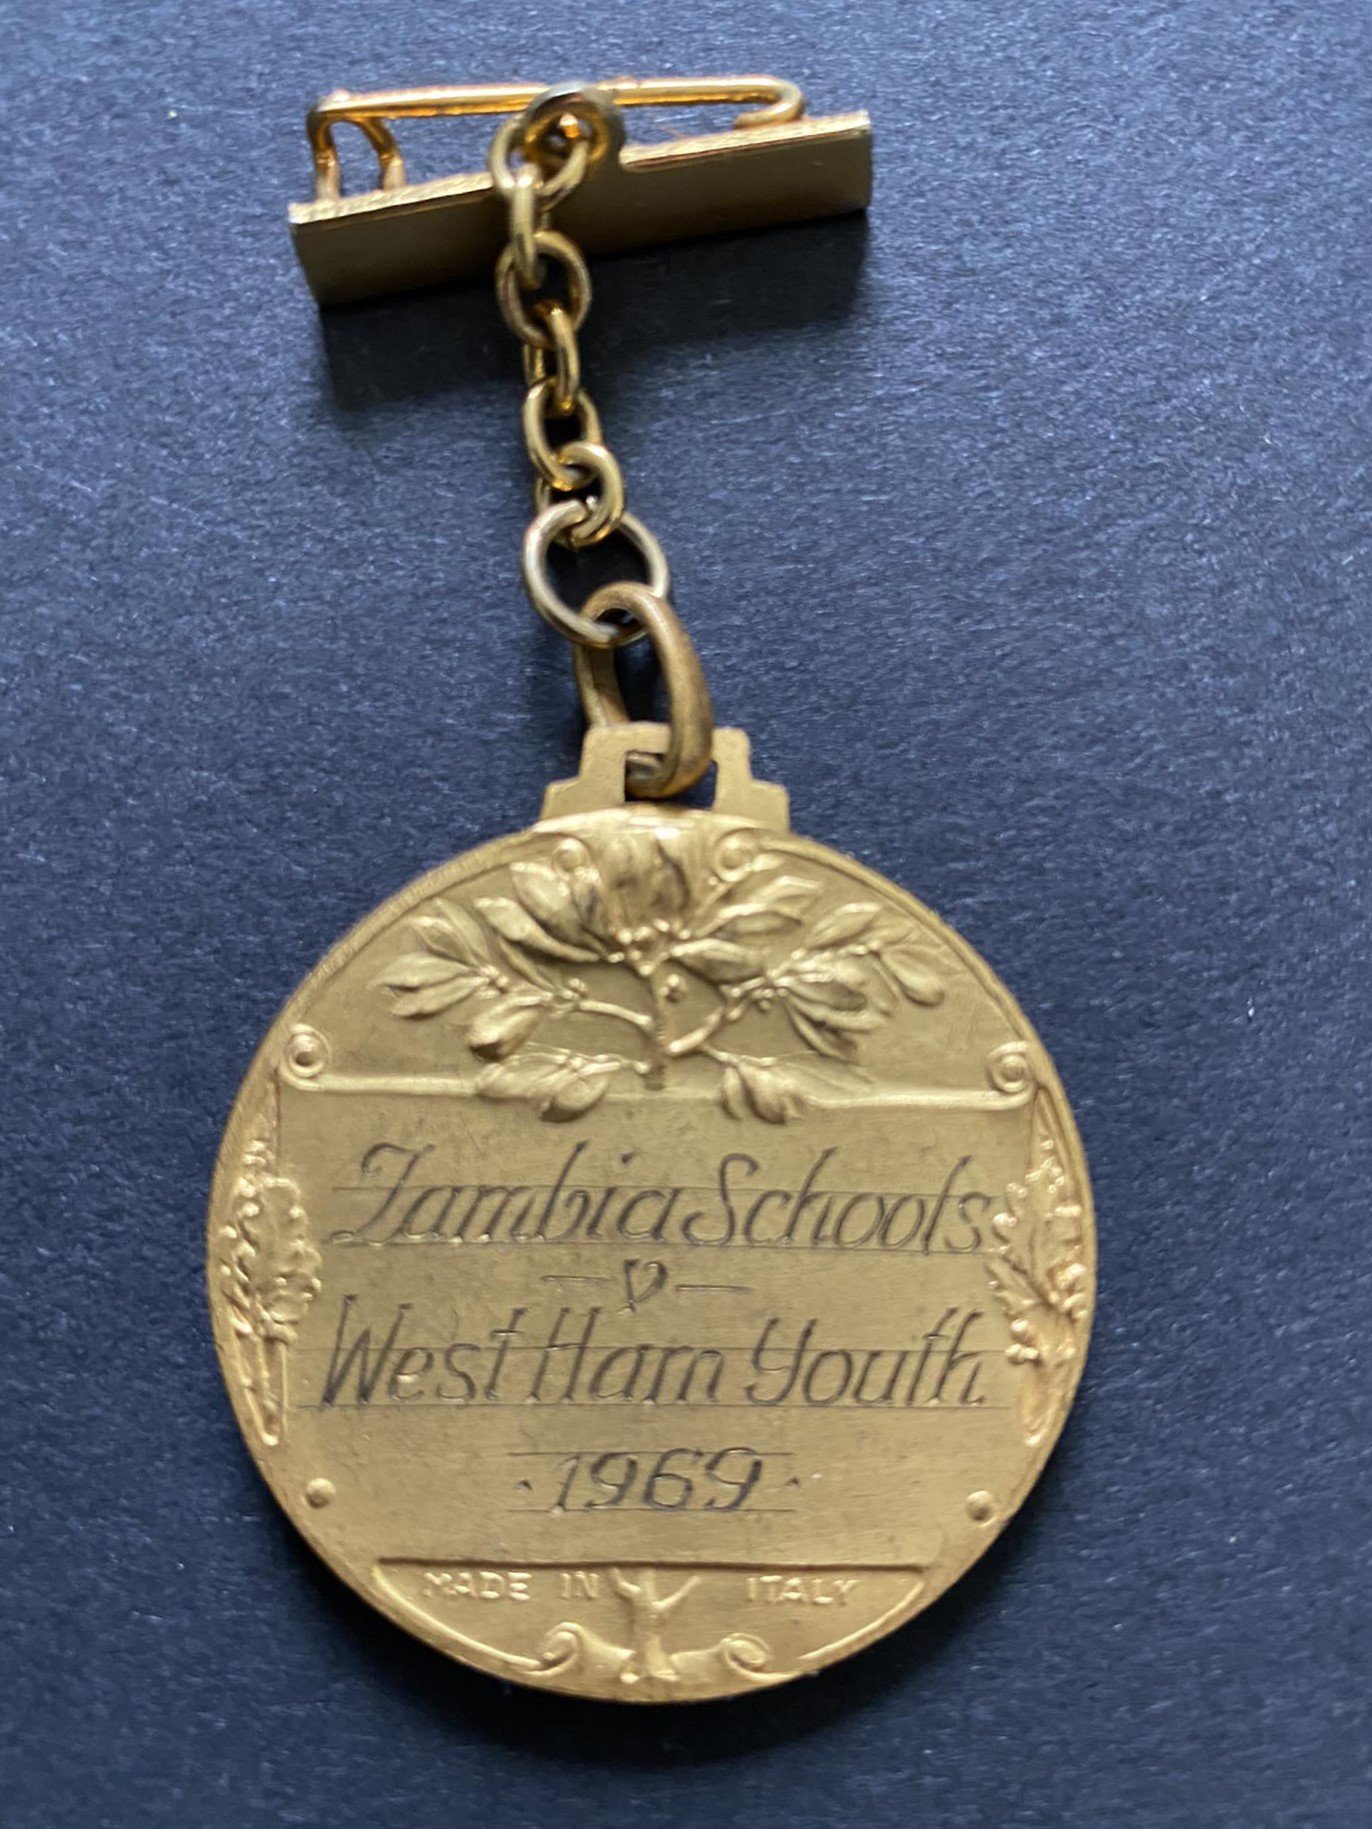 Zambia Schools
- v -
West Ham Youth.
· 1969 ·
MADE IN ITALY